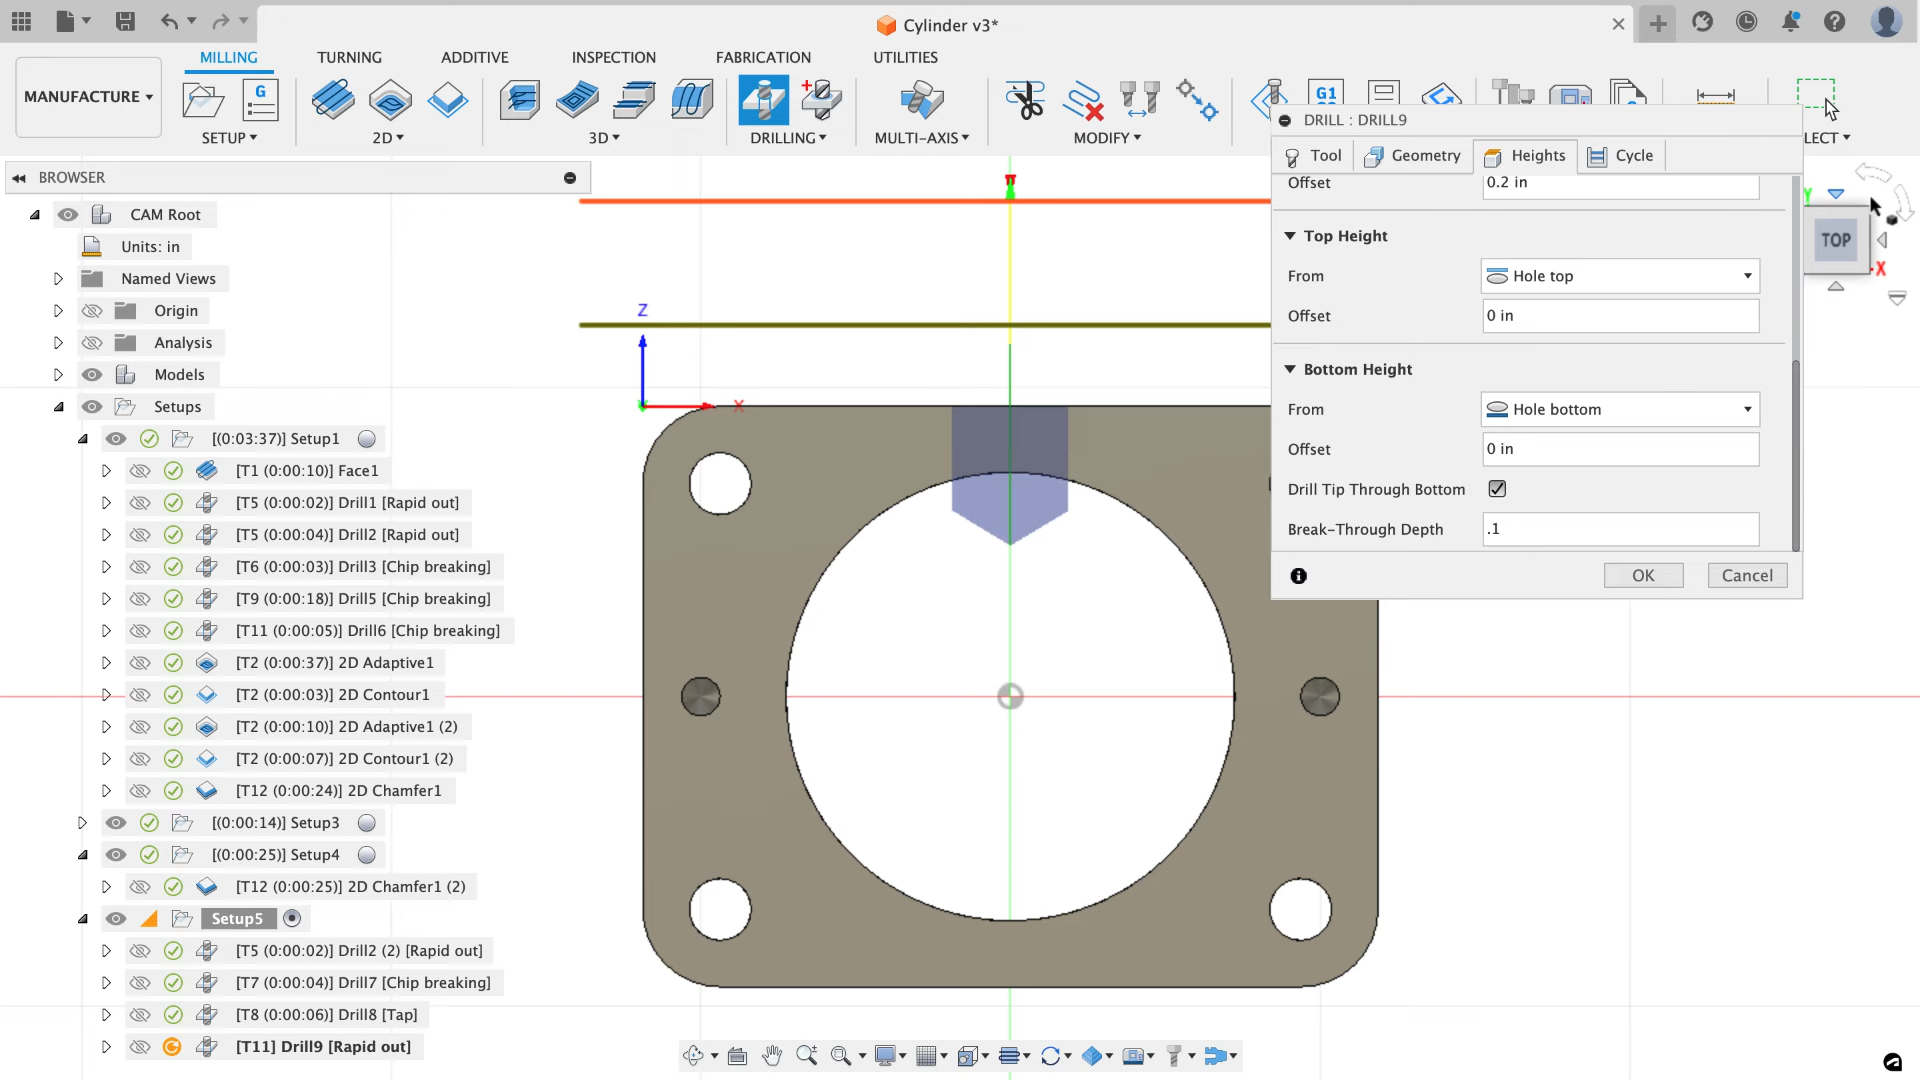 Cylinder v3*
MANUFACTURE
MILLING
TURNING
ADDITIVE
INSPECTION
FABRICATION
UTILITIES
G
G1
SETUP
2D
3D
DRILLING
MULTI-AXIS
MODIFY
LECT
BROWSER
CAM Root
Units: in
Named Views
Origin
Analysis
Models
Setups
[(0:03:37)] Setup1
[T1 (0:00:10)] Face1
[T5 (0:00:02)] Drill1 [Rapid out]
[T5 (0:00:04)] Drill2 [Rapid out]
[T6 (0:00:03)] Drill3 [Chip breaking]
[T9 (0:00:18)] Drill5 [Chip breaking]
[T11 (0:00:05)] Drill6 [Chip breaking]
[T2 (0:00:37)] 2D Adaptive1
[T2 (0:00:03)] 2D Contour1
[T2 (0:00:10)] 2D Adaptive1 (2)
[T2 (0:00:07)] 2D Contour1 (2)
[T12 (0:00:24)] 2D Chamfer1
[(0:00:14)] Setup3
[(0:00:25)] Setup4
[T12 (0:00:25)] 2D Chamfer1 (2)
Setup5
[T5 (0:00:02)] Drill2 (2) [Rapid out]
[T7 (0:00:04)] Drill7 [Chip breaking]
[T8 (0:00:06)] Drill8 [Tap]
[T11] Drill9 [Rapid out]
Z
X
DRILL : DRILL9
Tool
Geometry
Heights
Cycle
Offset
0.2 in
Top Height
From
Hole top
Offset
0 in
Bottom Height
From
Hole bottom
Offset
0 in
Drill Tip Through Bottom
Break-Through Depth
.1
OK
Cancel
Y
TOP
X